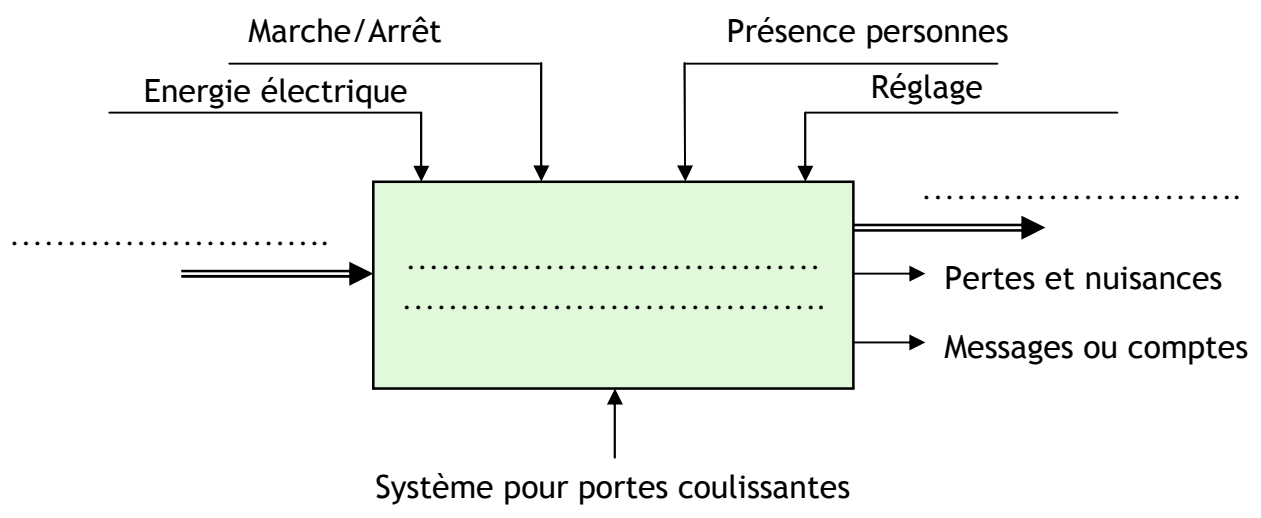 Marche/Arrêt
Présence personnes
Energie électrique
Réglage
...........................
............................
....................................
.....................................
Pertes et nuisances
Messages ou comptes
Système pour portes coulissantes